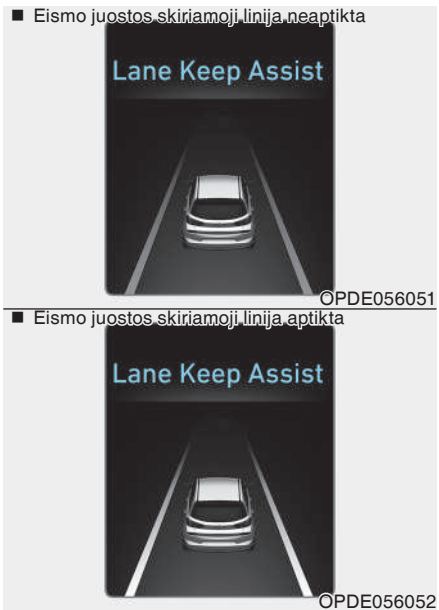 ■ Eismo juostos skiriamoji linija neaptikta
Lane Keep Assist
OPDE056051
■ Eismo juostos skiriamoji linija aptikta
Lane Keep Assist
OPDE056052